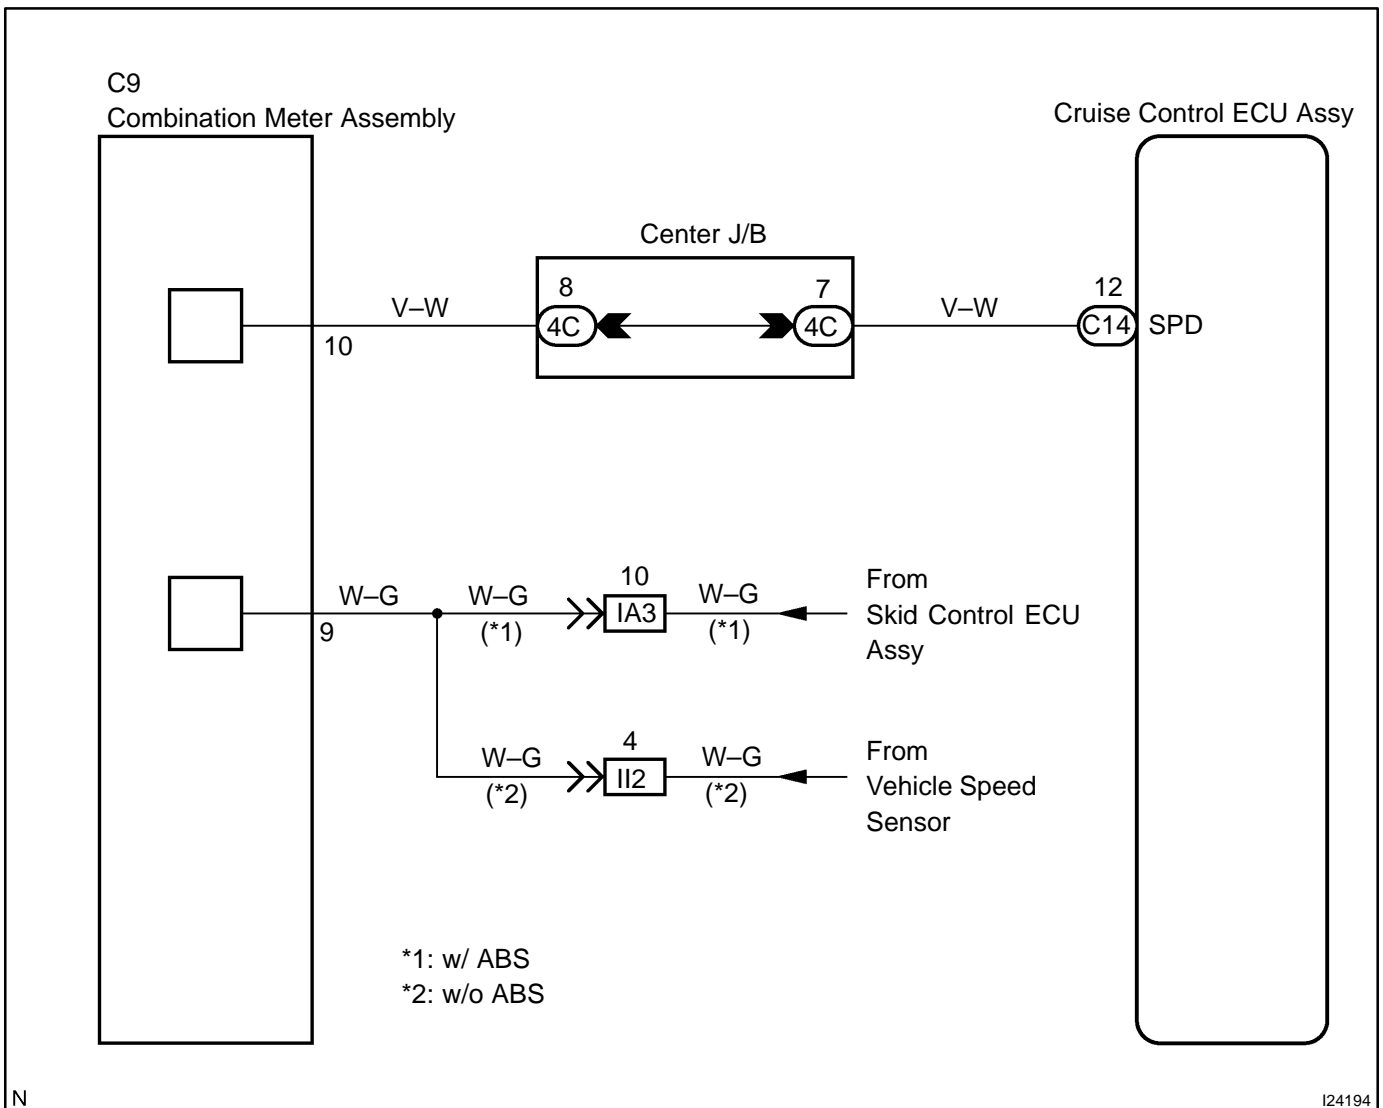 C9
Combination Meter Assembly
Cruise Control ECU Assy
Center J/B
V–W
10
8
4C
7
4C
V–W
12
C14
SPD
W–G
9
W–G
(*1)
10
IA3
W–G
(*1)
From
Skid Control ECU
Assy
W–G
(*2)
4
II2
W–G
(*2)
From
Vehicle Speed
Sensor
*1: w/ ABS
*2: w/o ABS
N
I24194